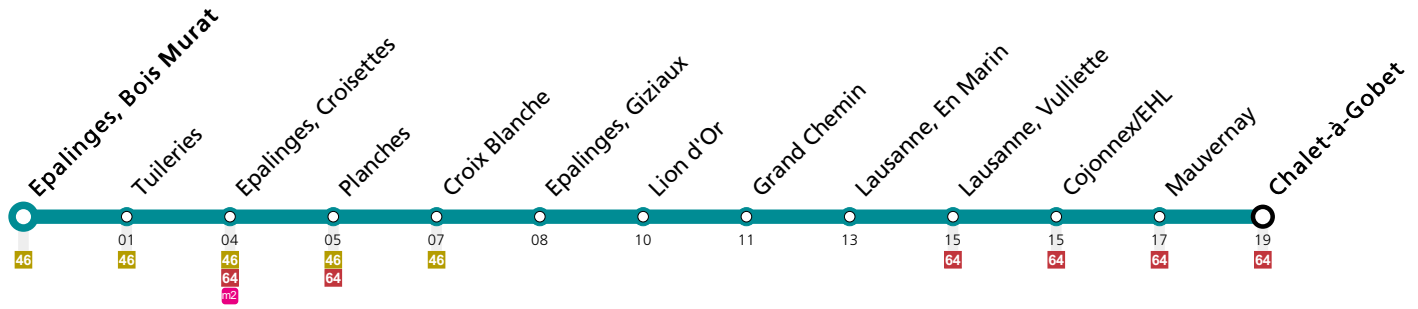 Epalinges, Bois Murat
Tuileries
Epalinges, Croisettes
Planches
Croix Blanche
Epalinges, Giziaux
Lion d'Or
Grand Chemin
Lausanne, En Marin
Lausanne, Vulliette
Cojonnex/EHL
Mauvernay
Chalet-à-Gobet
01 04 05 07 08 10 11 13 15 15 17 19
46 46 46 46 46 64 64 64 64
64 64
m2